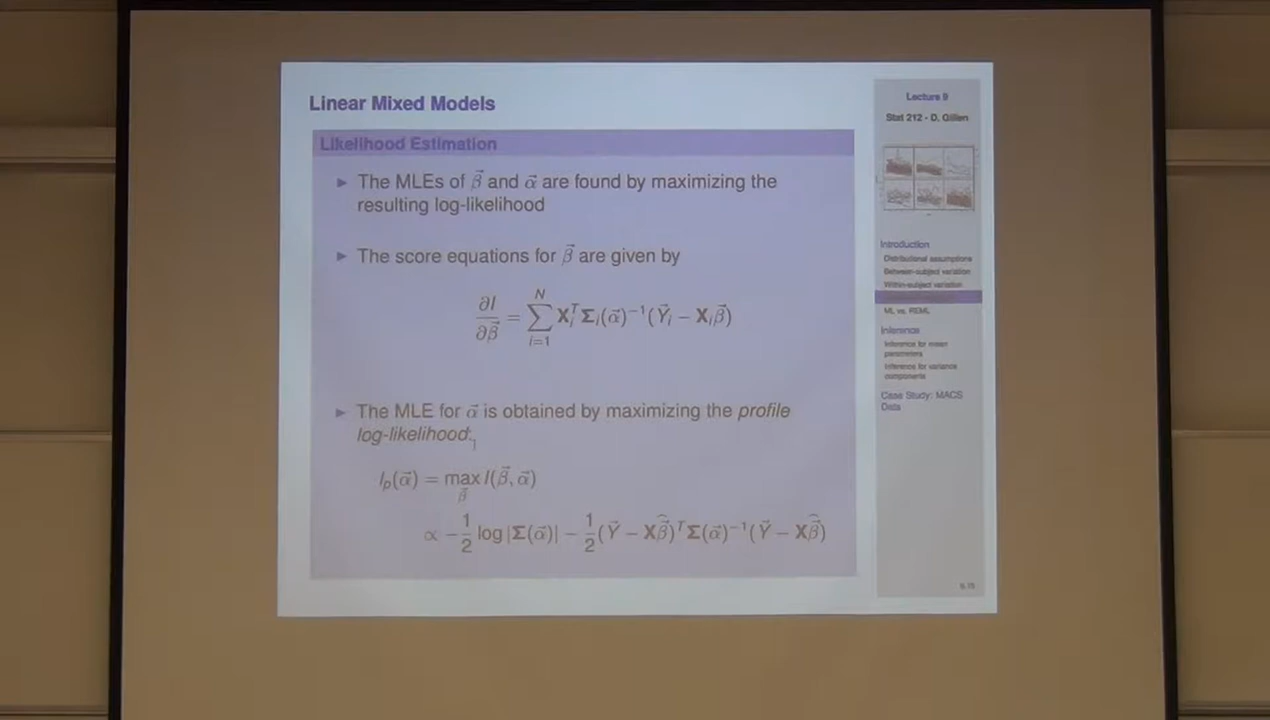 Linear Mixed Models
Likelihood Estimation
► The MLEs of β⃗ and α⃗ are found by maximizing the
resulting log-likelihood
► The score equations for β⃗ are given by
∂l/∂β⃗ = ∑_{i=1}^{N} X_i^T Σ_i(α⃗)^{-1}(Y⃗_i − X_iβ⃗)
► The MLE for α⃗ is obtained by maximizing the profile
log-likelihood:
l_p(α⃗) = max_{β⃗} l(β⃗, α⃗)
∝ −1/2 log|Σ(α⃗)| − 1/2(Y⃗ − Xβ⃗̂)^T Σ(α⃗)^{-1}(Y⃗ − Xβ⃗̂)
Lecture 9
Stat 212 - D. Gillen
Introduction
Distributional assumptions
Between-subject variation
Within-subject variation
ML vs. REML
Inference
Inference for mean
parameters
Inference for variance
components
Case Study: MACS
Data